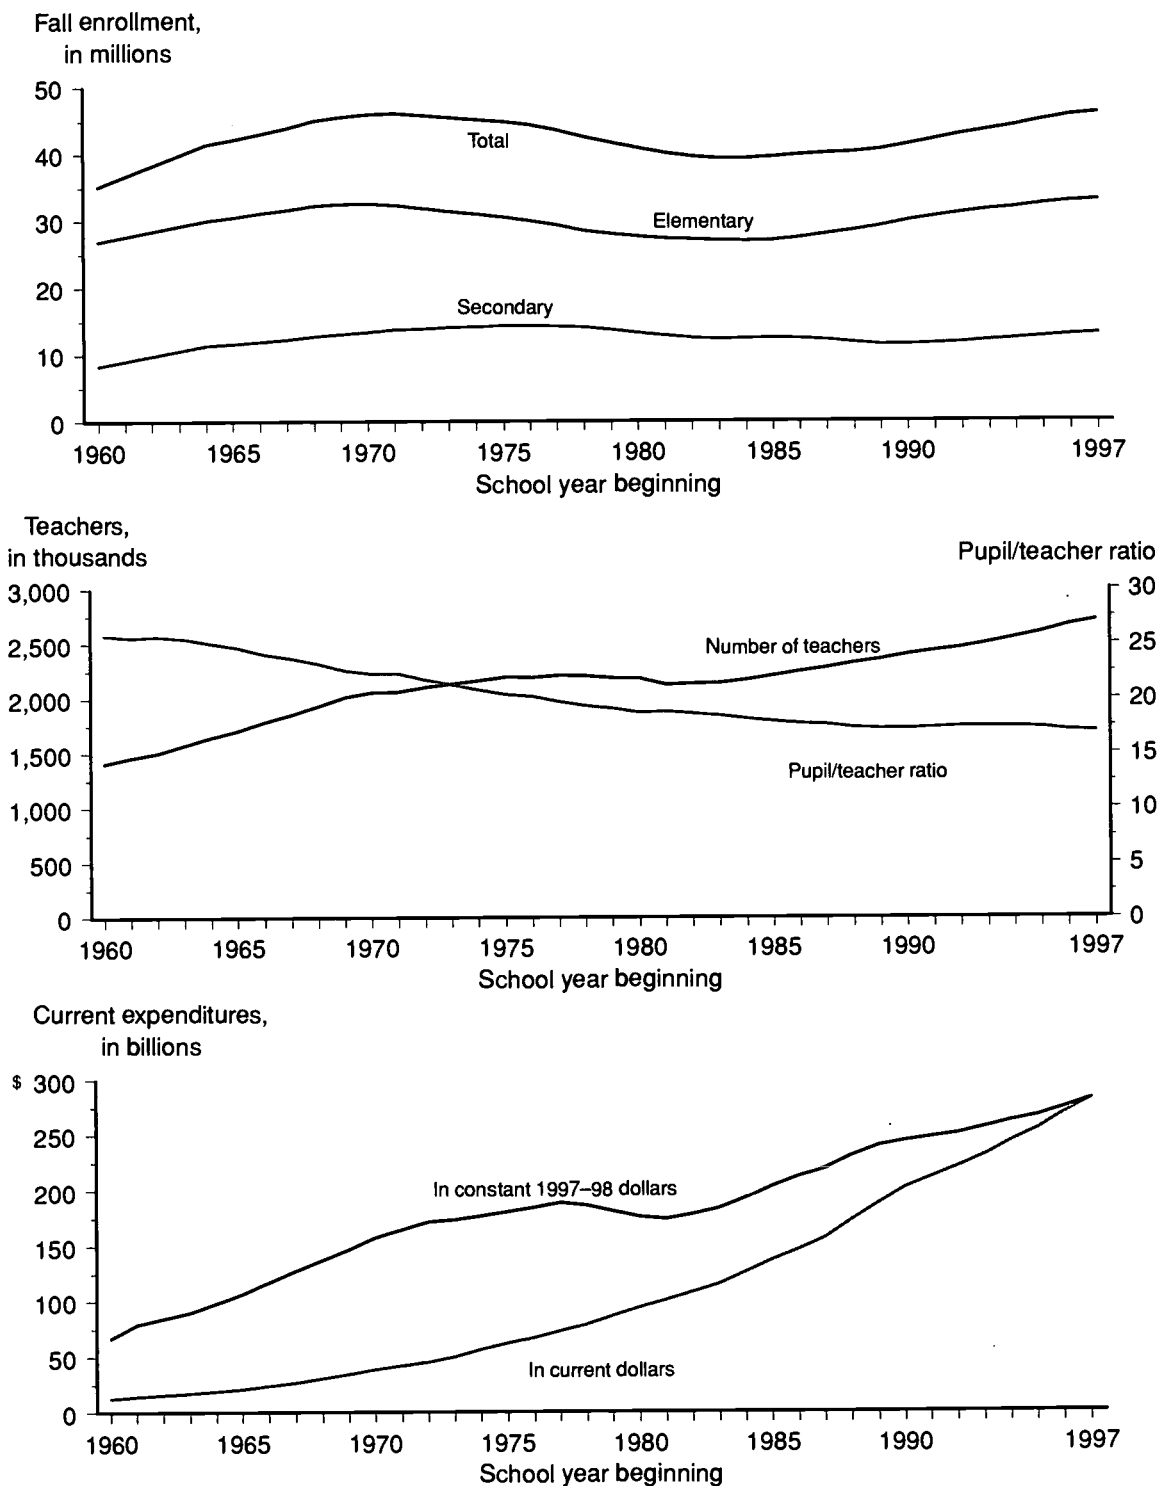 Fall enrollment,
in millions
50
40
30
20
10
0
Total
Elementary
Secondary
1960 1965 1970 1975 1980 1985 1990 1997
School year beginning
Teachers,
in thousands
Pupil/teacher ratio
3,000
2,500
2,000
1,500
1,000
500
0
30
25
20
15
10
5
0
Number of teachers
Pupil/teacher ratio
1960 1965 1970 1975 1980 1985 1990 1997
School year beginning
Current expenditures,
in billions
$ 300
250
200
150
100
50
0
In constant 1997–98 dollars
In current dollars
1960 1965 1970 1975 1980 1985 1990 1997
School year beginning